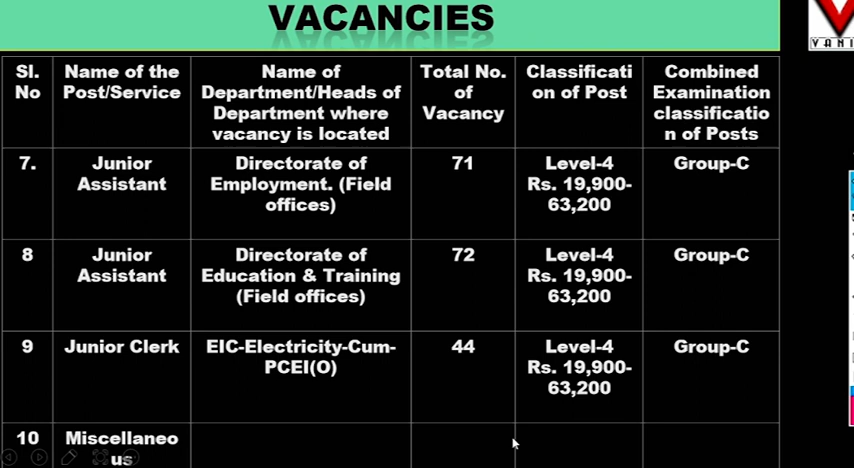 VACANCIES
VANI
Sl. No
Name of the Post/Service
Name of Department/Heads of Department where vacancy is located
Total No. of Vacancy
Classificati on of Post
Combined Examination classificatio n of Posts
7.
Junior Assistant
Directorate of Employment. (Field offices)
71
Level-4 Rs. 19,900- 63,200
Group-C
8
Junior Assistant
Directorate of Education & Training (Field offices)
72
Level-4 Rs. 19,900- 63,200
Group-C
9
Junior Clerk
EIC-Electricity-Cum- PCEI(O)
44
Level-4 Rs. 19,900- 63,200
Group-C
10
Miscellaneo us